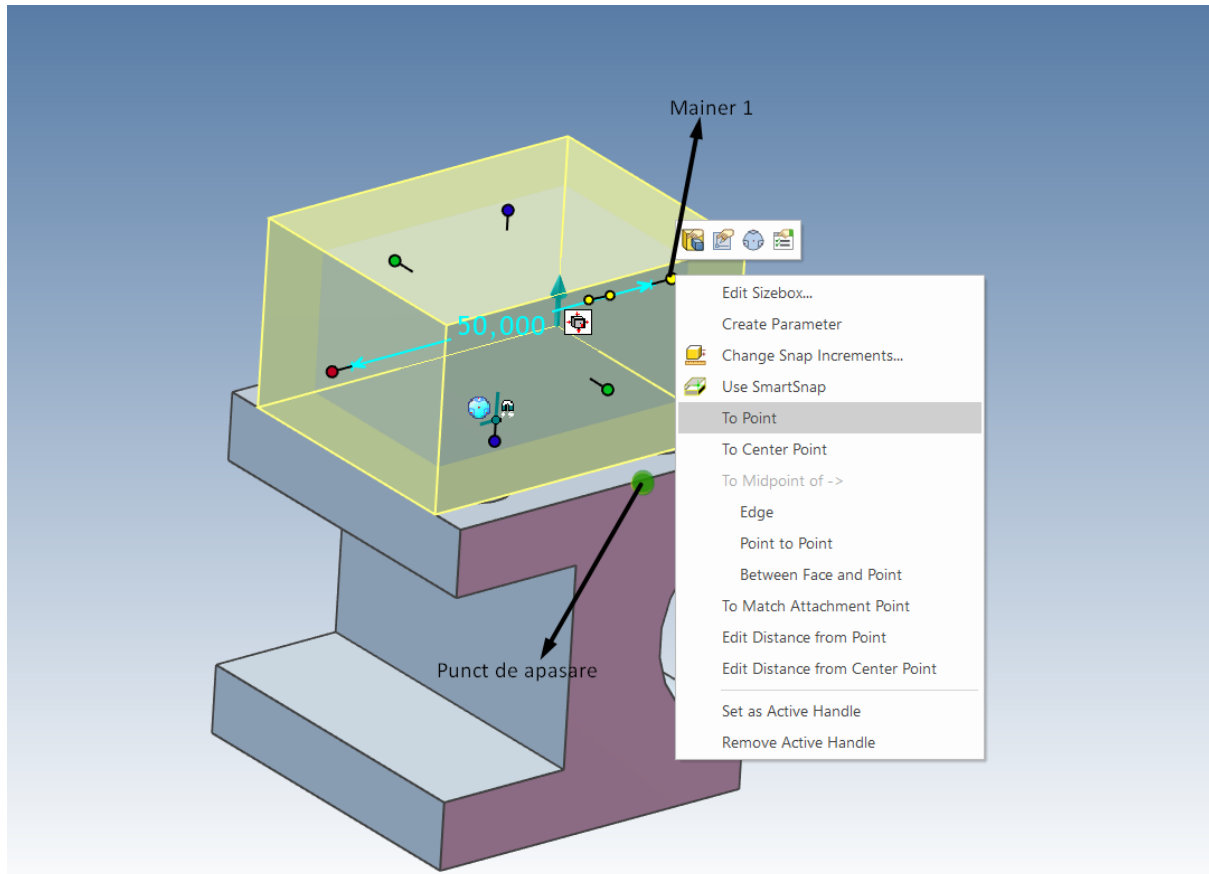 Mainer 1
50,000
Edit Sizebox...
Create Parameter
Change Snap Increments...
Use SmartSnap
To Point
To Center Point
To Midpoint of ->
Edge
Point to Point
Between Face and Point
To Match Attachment Point
Edit Distance from Point
Edit Distance from Center Point
Set as Active Handle
Remove Active Handle
Punct de apasare